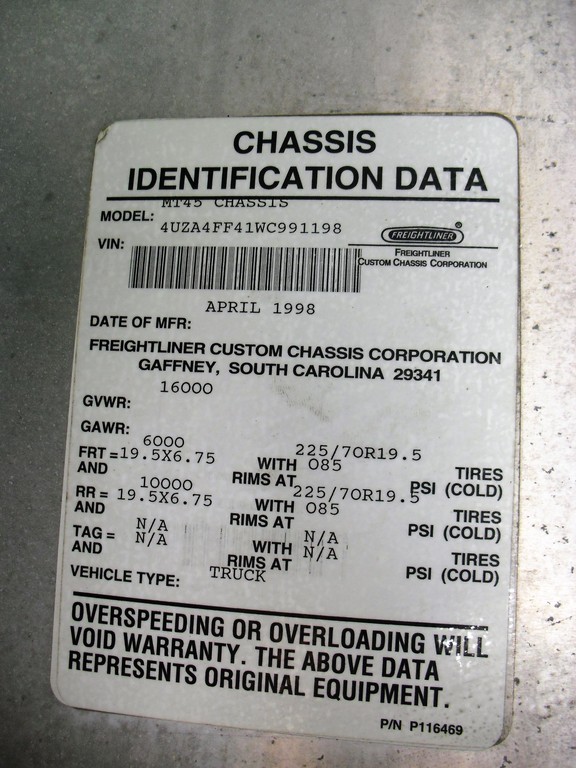 CHASSIS
IDENTIFICATION DATA
MT45 CHASSIS
MODEL:
4UZA4FF41WC991198
VIN:
FREIGHTLINER ®
FREIGHTLINER
CUSTOM CHASSIS CORPORATION
APRIL 1998
DATE OF MFR:
FREIGHTLINER CUSTOM CHASSIS CORPORATION
GAFFNEY, SOUTH CAROLINA 29341
16000
GVWR:
GAWR:
6000 225/70R19.5
FRT = 19.5X6.75 WITH 085 TIRES
AND RIMS AT PSI (COLD)
10000 225/70R19.5
RR = 19.5X6.75 WITH 085 TIRES
AND RIMS AT PSI (COLD)
N/A N/A
TAG = N/A WITH N/A TIRES
AND RIMS AT PSI (COLD)
VEHICLE TYPE: TRUCK
OVERSPEEDING OR OVERLOADING WILL
VOID WARRANTY. THE ABOVE DATA
REPRESENTS ORIGINAL EQUIPMENT.
P/N P116469